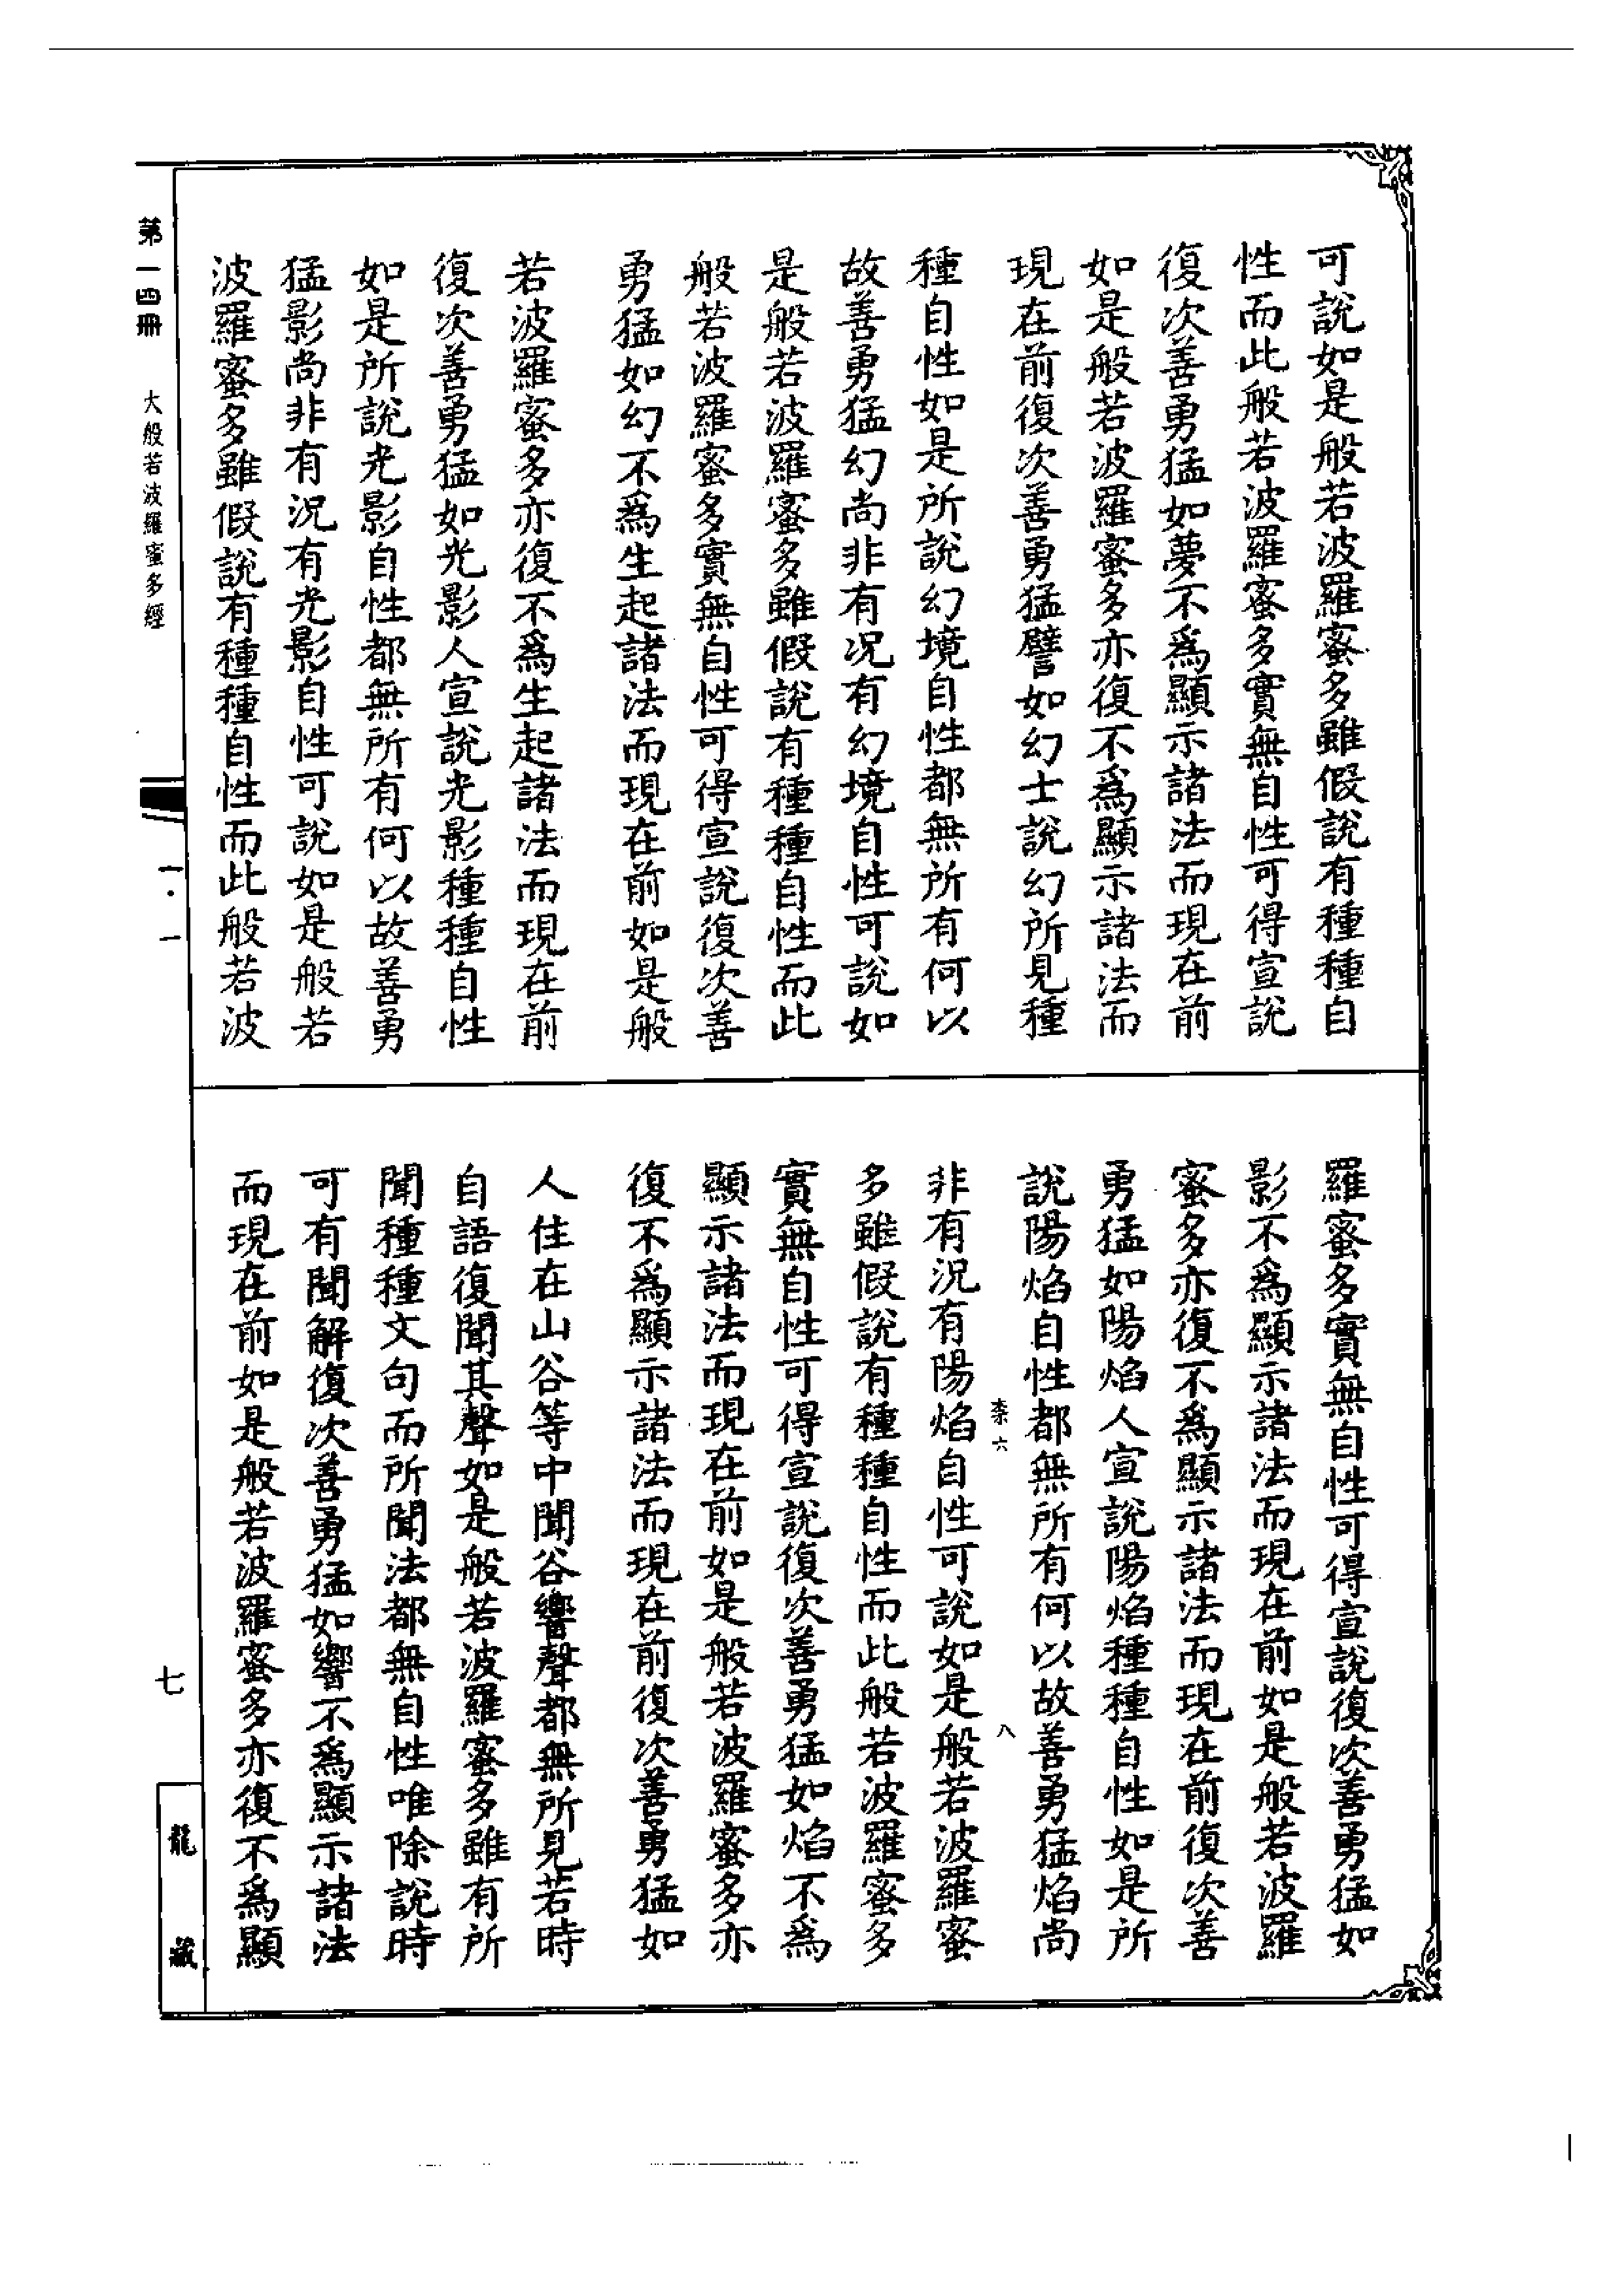 可說如是般若波羅蜜多雖假說有種種自
性而此般若波羅蜜多實無自性可得宣說
復次善勇猛如夢不爲顯示諸法而現在前
如是般若波羅蜜多亦復不爲顯示諸法而
現在前復次善勇猛譬如幻士說幻所見種
種自性如是所說幻境自性都無所有何以
故善勇猛幻尚非有況有幻境自性可說如
是般若波羅蜜多雖假說有種種自性而此
般若波羅蜜多實無自性可得宣說復次善
勇猛如幻不爲生起諸法而現在前如是般
若波羅蜜多亦復不爲生起諸法而現在前
復次善勇猛如光影人宣說光影種種自性
如是所說光影自性都無所有何以故善勇
猛影尚非有況有光影自性可說如是般若
波羅蜜多雖假說有種種自性而此般若波
羅蜜多實無自性可得宣說復次善勇猛如
影不爲顯示諸法而現在前如是般若波羅
蜜多亦復不爲顯示諸法而現在前復次善
勇猛如陽焰人宣說陽焰種種自性如是所
說陽焰自性都無所有何以故善勇猛焰尚
柰六 八
非有況有陽焰自性可說如是般若波羅蜜
多雖假說有種種自性而此般若波羅蜜多
實無自性可得宣說復次善勇猛如焰不爲
顯示諸法而現在前如是般若波羅蜜多亦
復不爲顯示諸法而現在前復次善勇猛如
人住在山谷等中聞谷響聲都無所見若時
自語復聞其聲如是般若波羅蜜多雖有所
聞種種文句而所聞法都無自性唯除說時
可有聞解復次善勇猛如響不爲顯示諸法
而現在前如是般若波羅蜜多亦復不爲顯
第一四冊 大般若波羅蜜多經
一·一
七
龍藏